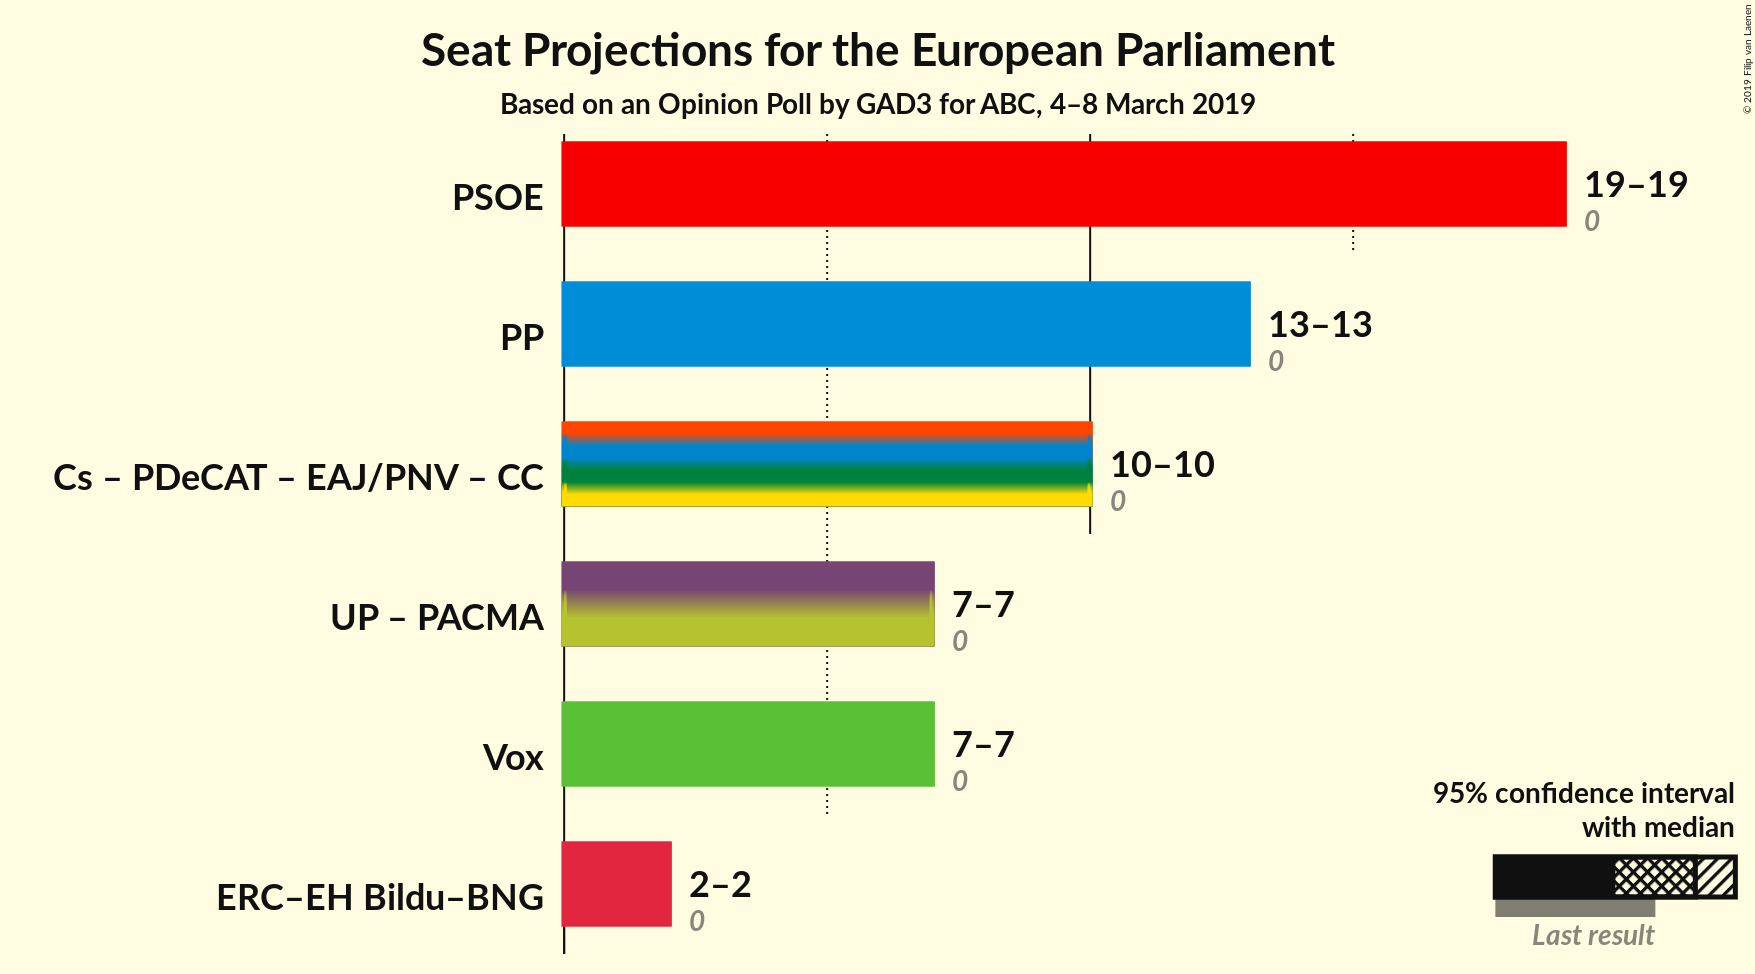 Seat Projections for the European Parliament
Based on an Opinion Poll by GAD3 for ABC, 4–8 March 2019
© 2019 Filip van Laenen
PSOE
19–19
0
PP
13–13
0
Cs – PDeCAT – EAJ/PNV – CC
10–10
0
UP – PACMA
7–7
0
Vox
7–7
0
ERC–EH Bildu–BNG
2–2
0
95% confidence interval
with median
Last result